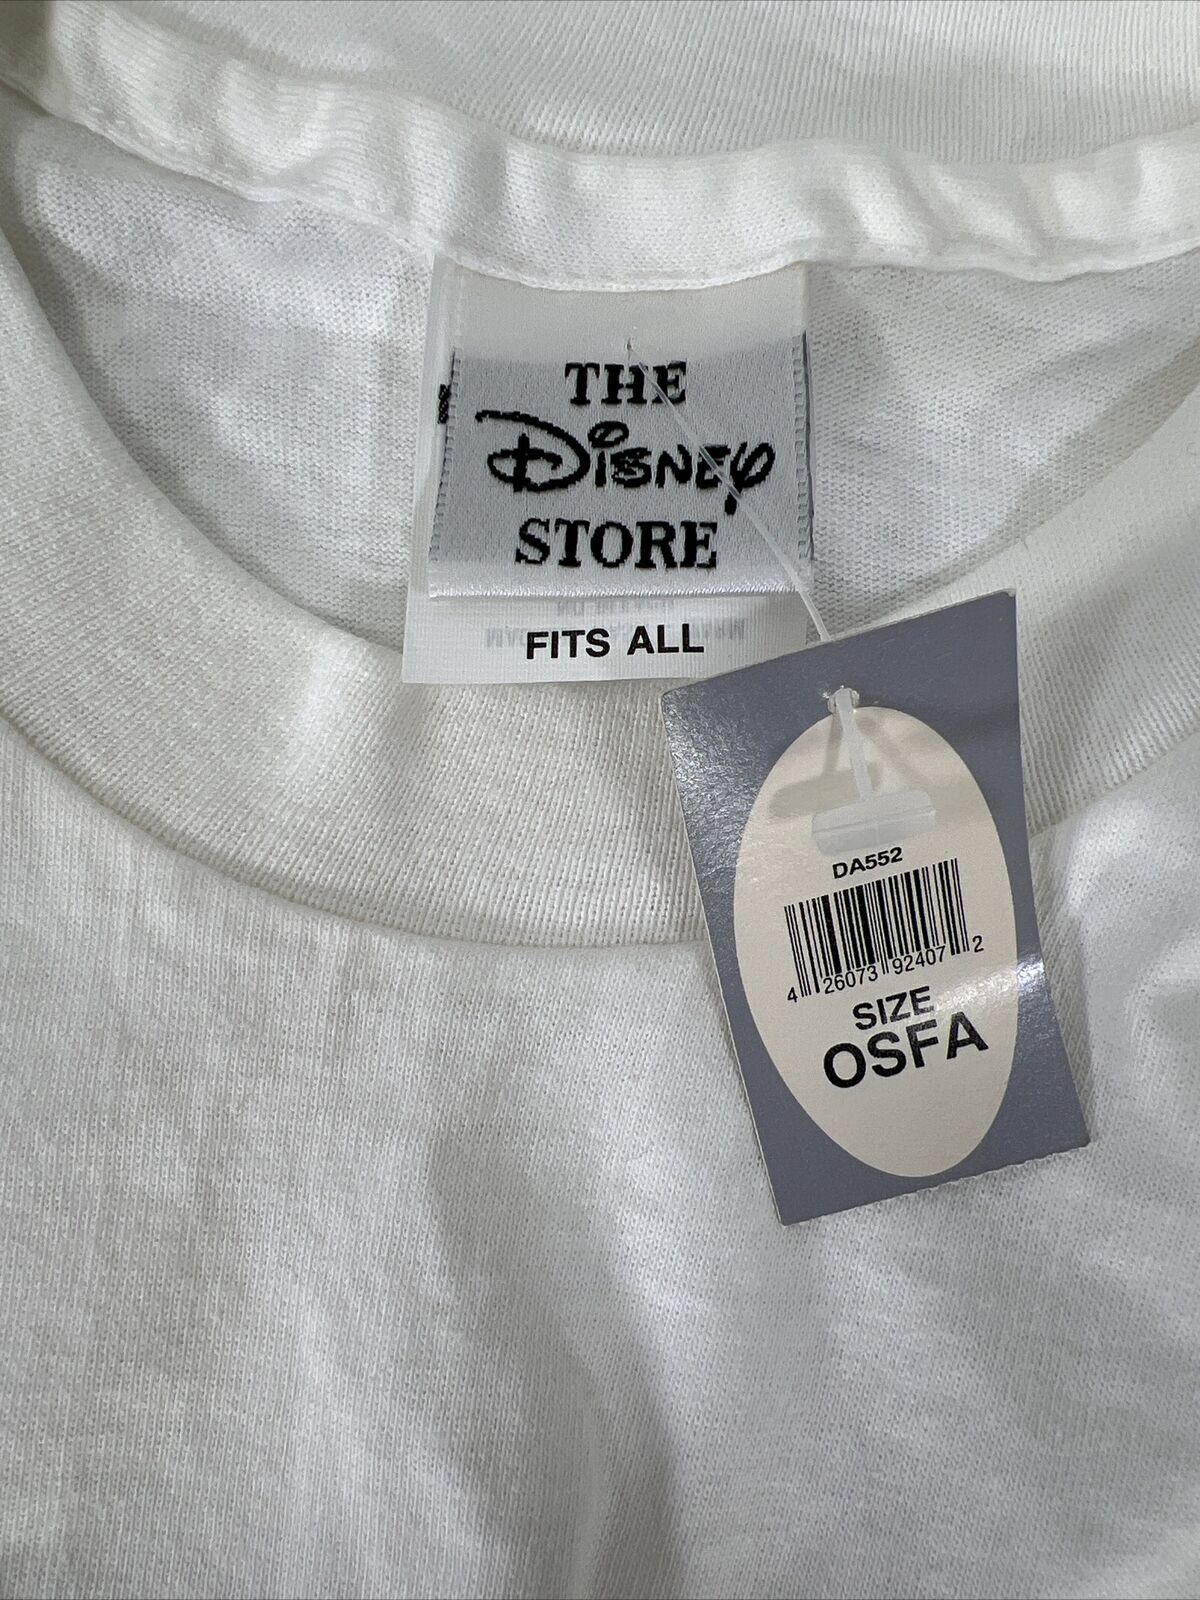 THE
Disney
STORE
FITS ALL
DA552
4 26073 92407 2
SIZE
OSFA